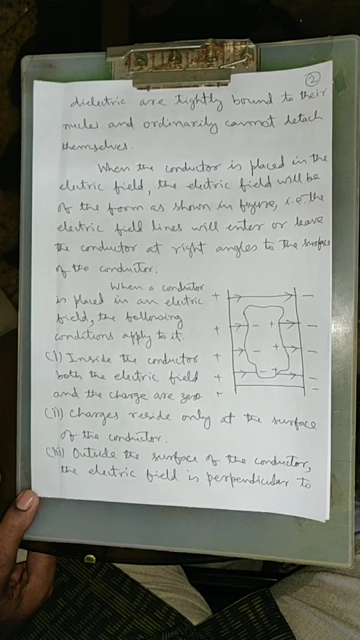 (2)
dielectric are tightly bound to their
nuclei and ordinarily cannot detach
themselves.
When the conductor is placed in the
electric field, the electric field will be
of the form as shown in figure, i.e. the
electric field lines will enter or leave
the conductor at right angles to the surface
of the conductor.
When a conductor
is placed in an electric
field, the following
conditions apply to it.
(i) Inside the conductor
both the electric field
and the charge are zero
(ii) Charges reside only at the surface
of the conductor.
(iii) Outside the surface of the conductor,
the electric field is perpendicular to